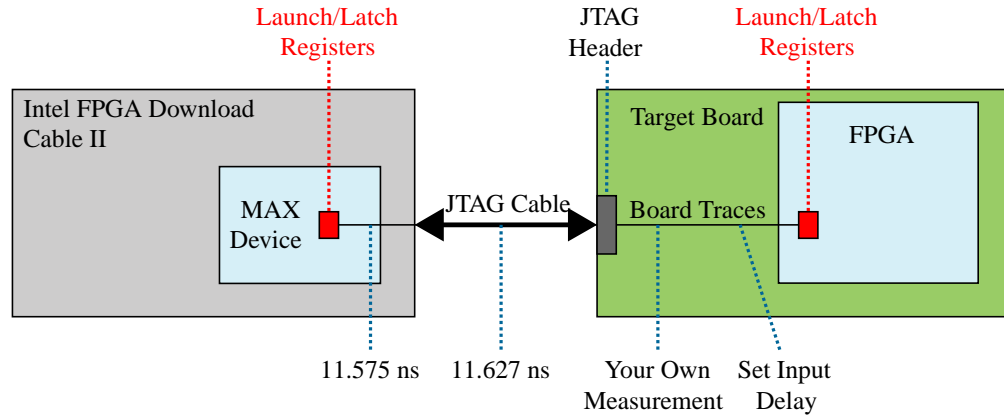 Launch/Latch
Registers
JTAG
Header
Launch/Latch
Registers
Intel FPGA Download
Cable II
Target Board
FPGA
MAX
Device
JTAG Cable
Board Traces
11.575 ns
11.627 ns
Your Own
Measurement
Set Input
Delay